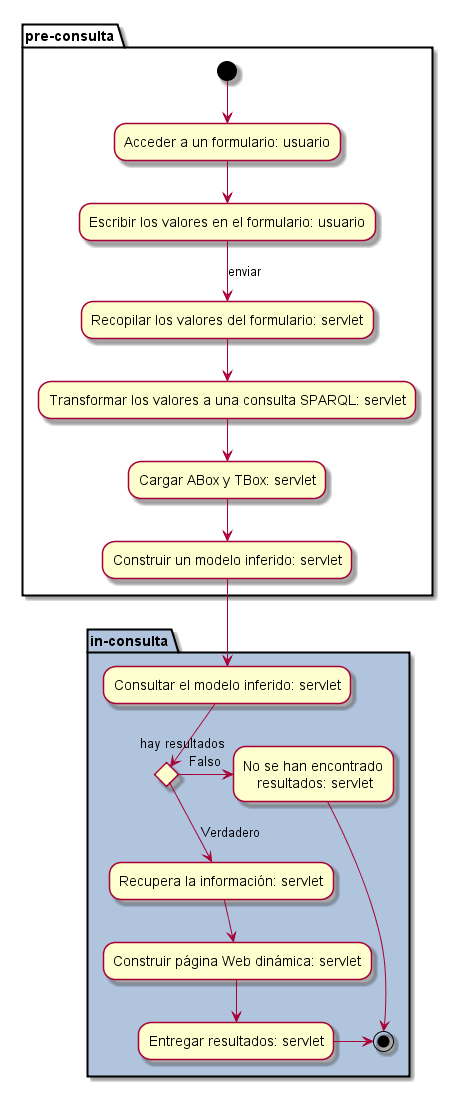 pre-consulta
Acceder a un formulario: usuario
Escribir los valores en el formulario: usuario
enviar
Recopilar los valores del formulario: servlet
Transformar los valores a una consulta SPARQL: servlet
Cargar ABox y TBox: servlet
Construir un modelo inferido: servlet
in-consulta
Consultar el modelo inferido: servlet
hay resultados
Falso
No se han encontrado
resultados: servlet
Verdadero
Recupera la información: servlet
Construir página Web dinámica: servlet
Entregar resultados: servlet